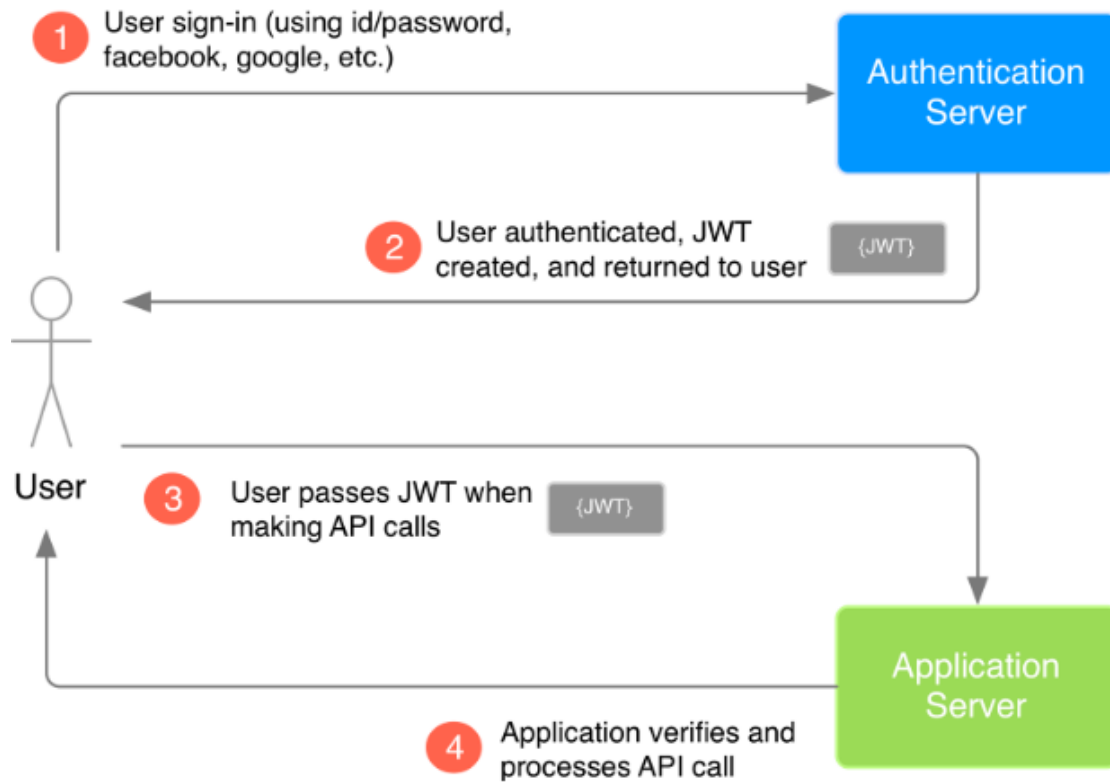 1
User sign-in (using id/password,
facebook, google, etc.)
Authentication
Server
2
User authenticated, JWT
created, and returned to user
{JWT}
User
3
User passes JWT when
making API calls
{JWT}
Application
Server
4
Application verifies and
processes API call